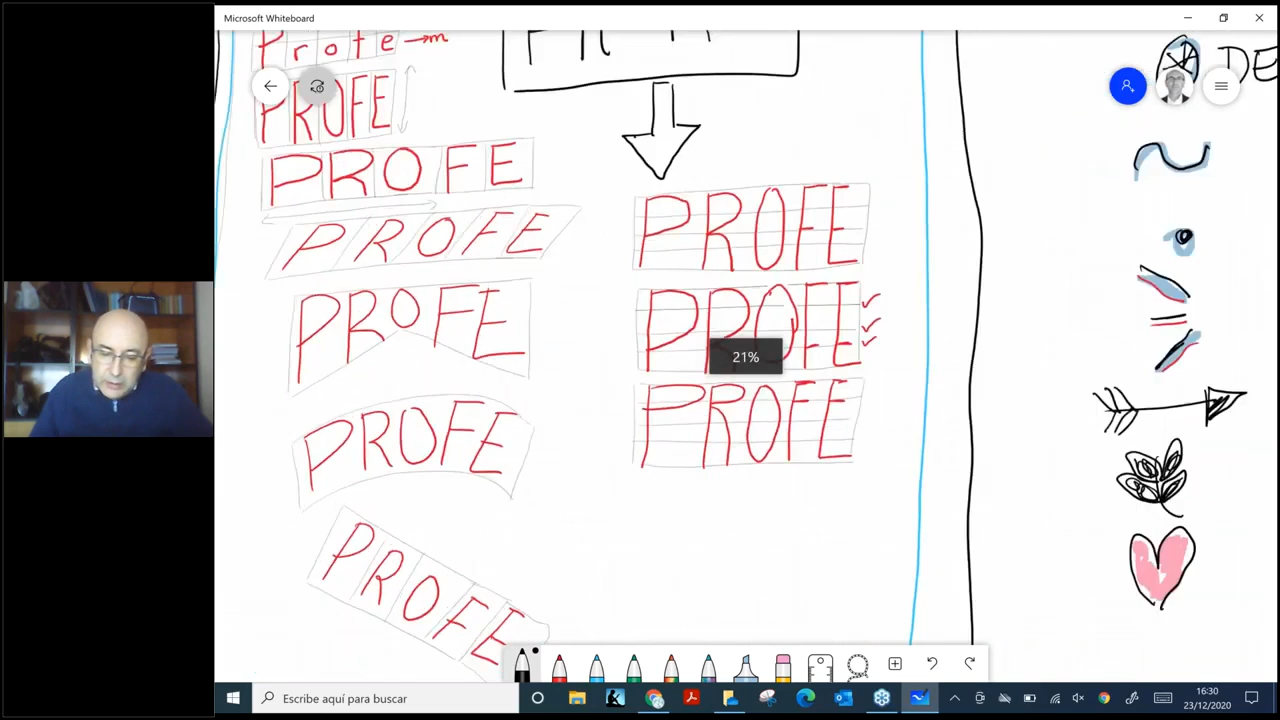 Microsoft Whiteboard
Profe →m
PROFE
PROFE
PROFE
PROFE
PROFE
PROFE
PROFE
PROFE
PROFE
21%
DE
Escribe aquí para buscar
16:30
23/12/2020